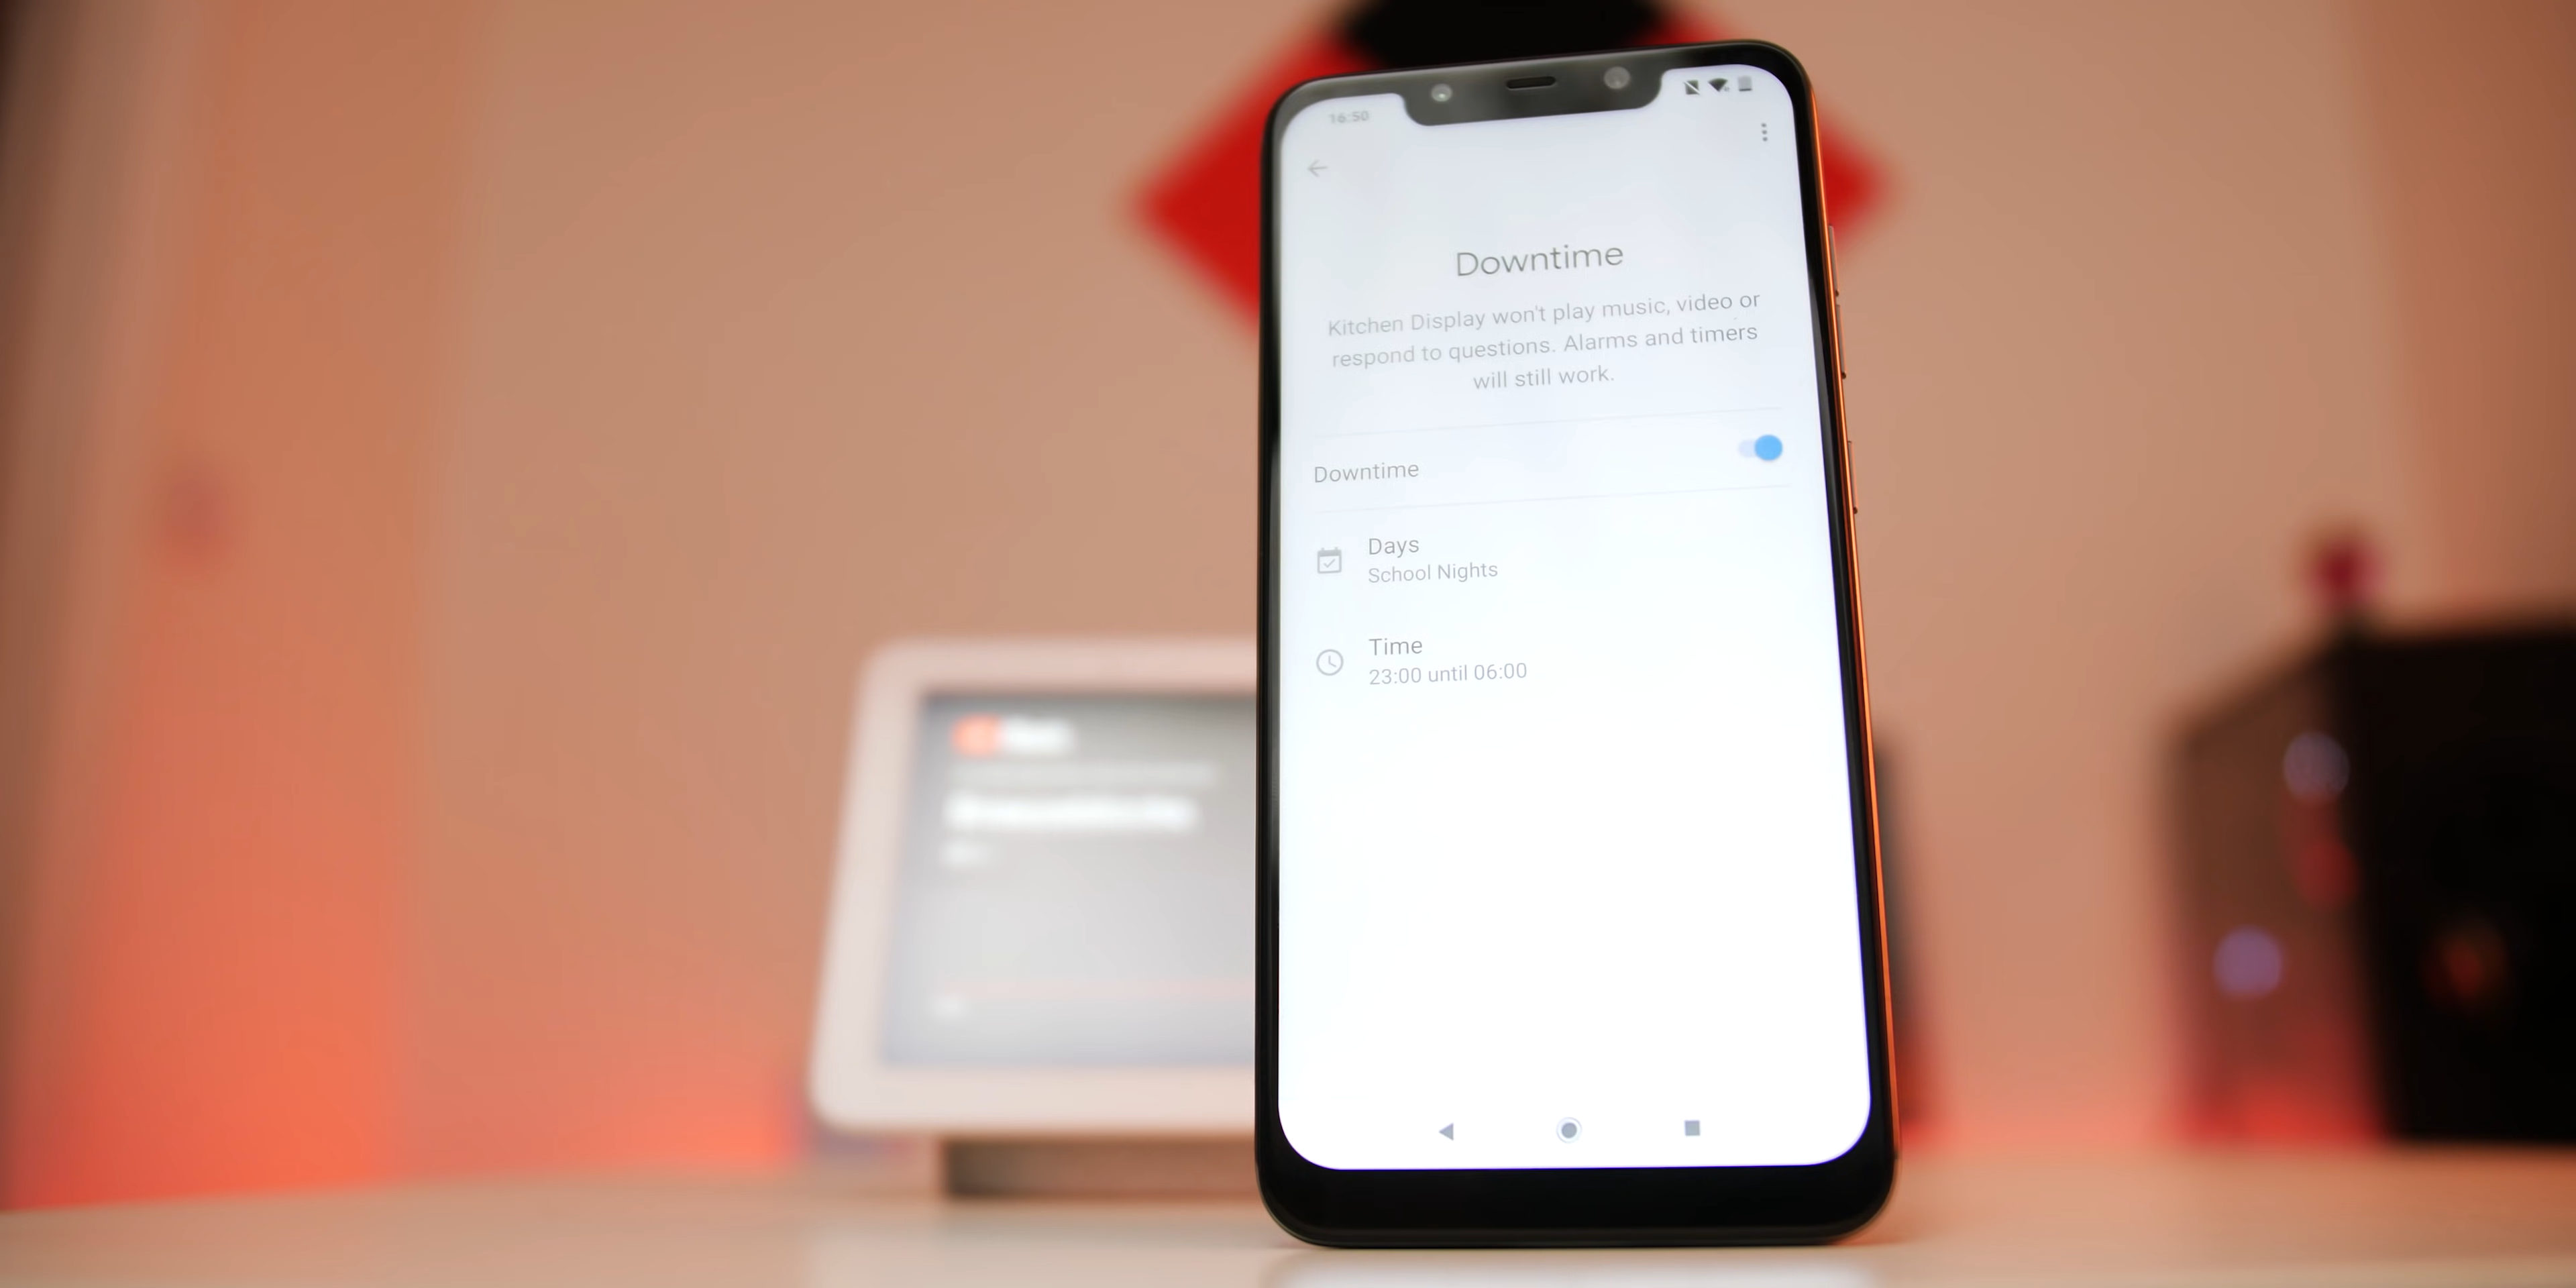 16:50
Downtime
Kitchen Display won't play music, video or
respond to questions. Alarms and timers
will still work.
Downtime
Days
School Nights
Time
23:00 until 06:00